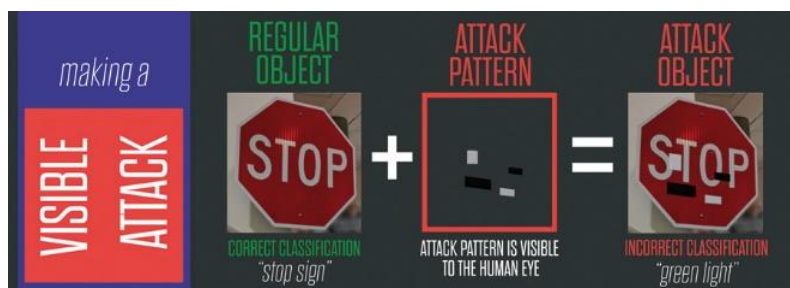 making a
VISIBLE
ATTACK
REGULAR
OBJECT
STOP
CORRECT CLASSIFICATION
"stop sign"
+
ATTACK
PATTERN
ATTACK PATTERN IS VISIBLE
TO THE HUMAN EYE
=
ATTACK
OBJECT
STOP
INCORRECT CLASSIFICATION
"green light"